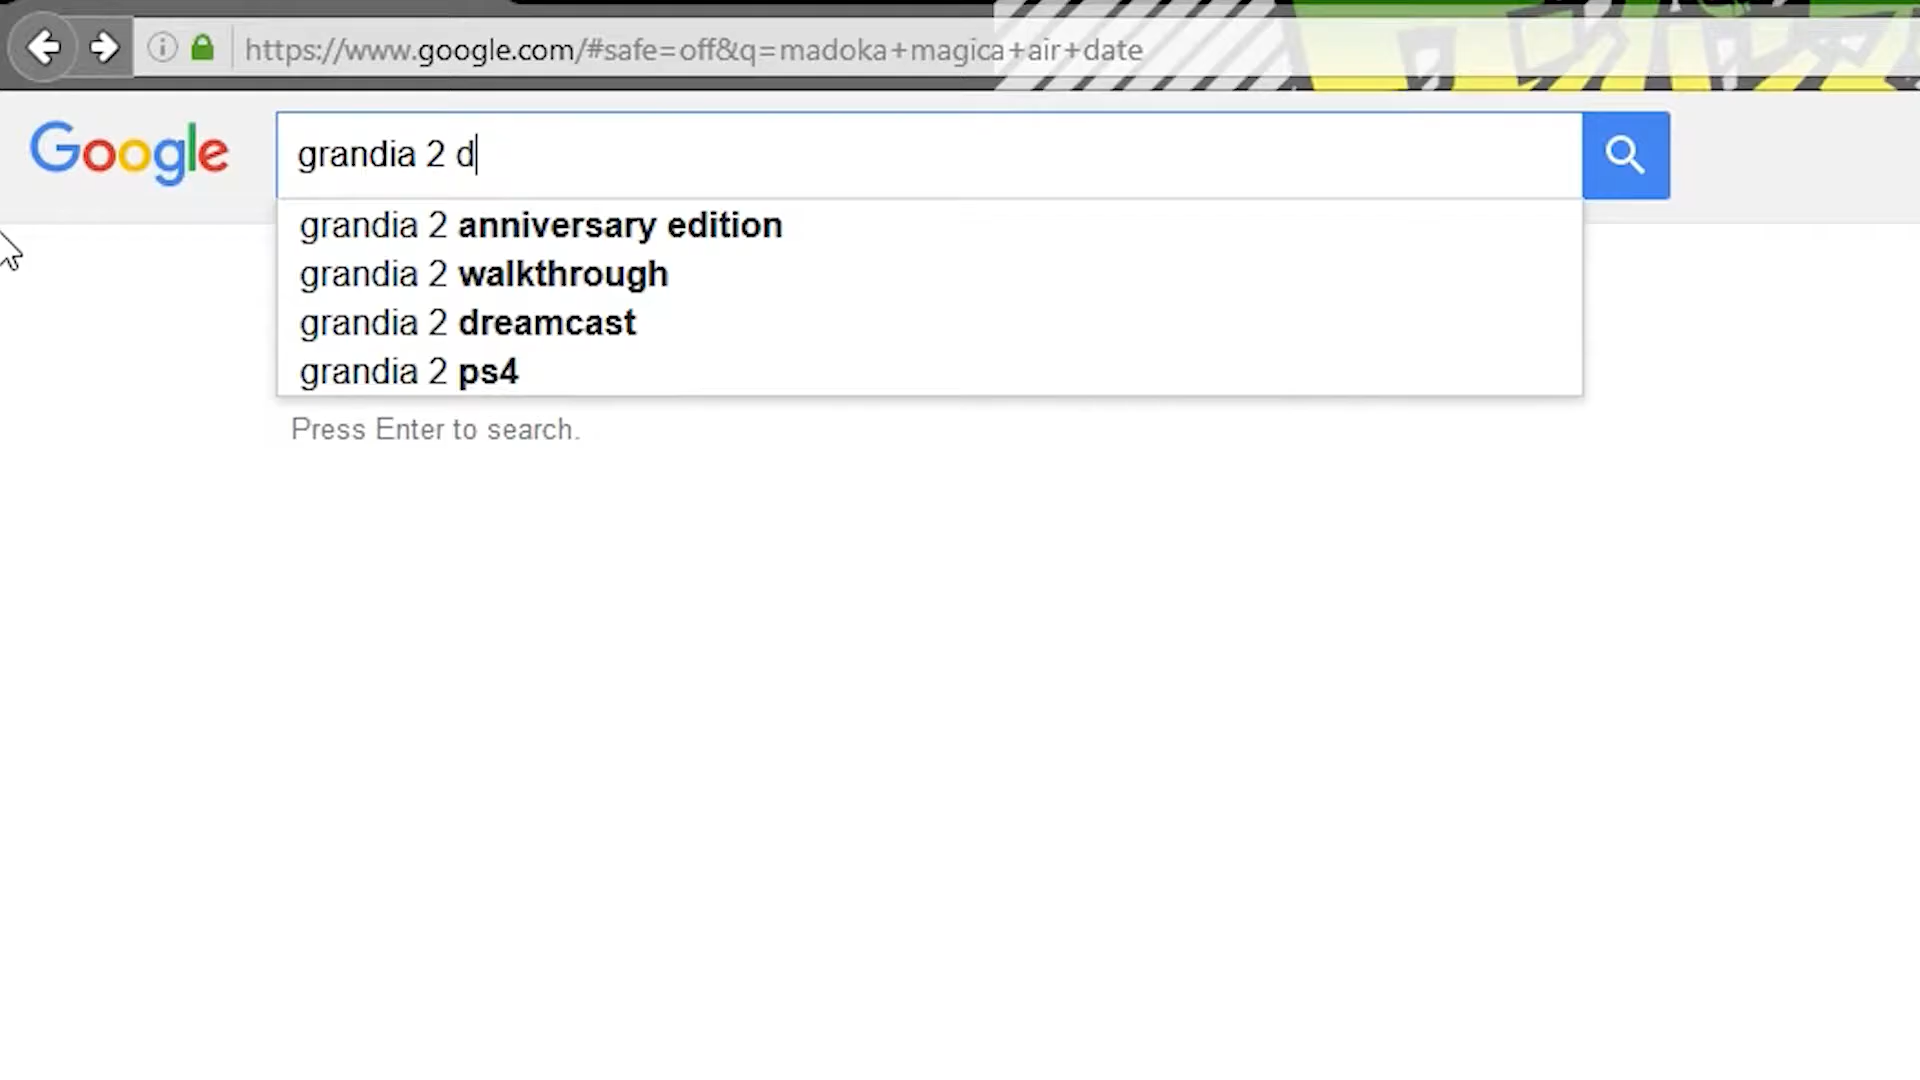 https://www.google.com/#safe=off&q=madoka+magica+air+date
Google
grandia 2 d
grandia 2 anniversary edition
grandia 2 walkthrough
grandia 2 dreamcast
grandia 2 ps4
Press Enter to search.